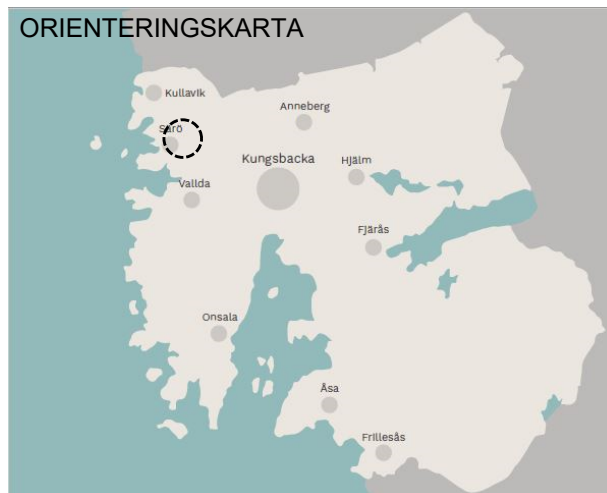 ORIENTERINGSKARTA
Kullavik
Anneberg
Särö
Kungsbacka
Hjälm
Vallda
Fjärås
Onsala
Åsa
Frillesås